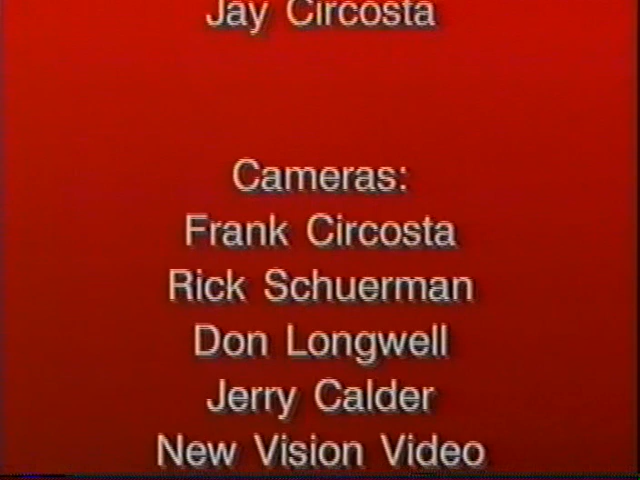 Jay Circosta
Cameras:
Frank Circosta
Rick Schuerman
Don Longwell
Jerry Calder
New Vision Video